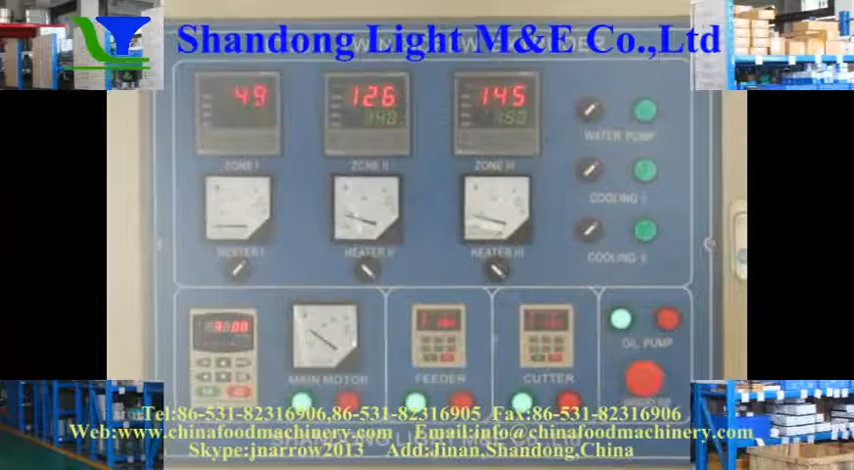 Shandong Light M&E Co.,Ltd
49 126 145
340 350
WATER PUMP
ZONE I ZONE II ZONE III
COOLING I
HEATER I HEATER II HEATER III
COOLING II
OIL PUMP
MAIN MOTOR FEEDER CUTTER
Tel:86-531-82316906,86-531-82316905 Fax:86-531-82316906
Web:www.chinafoodmachinery.com Email:info@chinafoodmachinery.com
Skype:jnarrow2013 Add:Jinan,Shandong,China